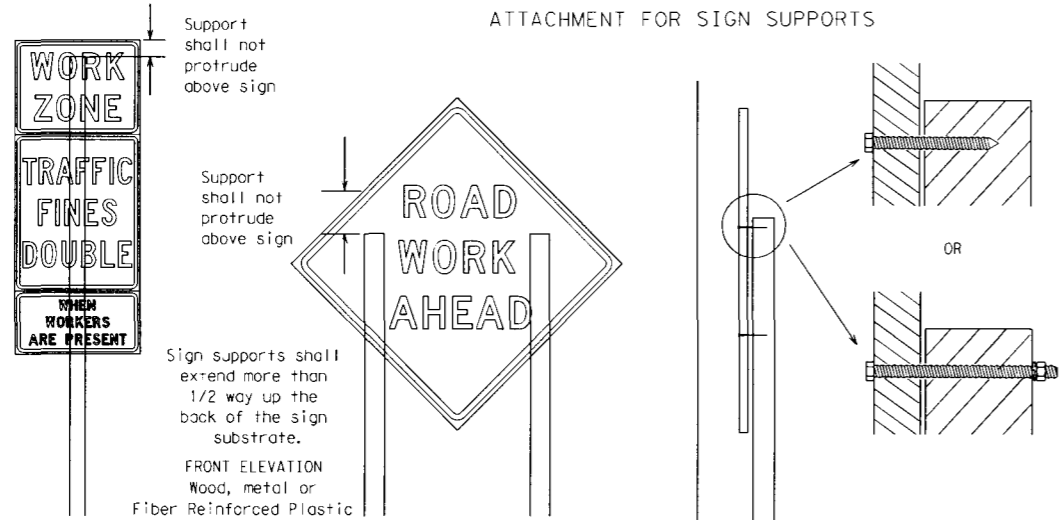 ATTACHMENT FOR SIGN SUPPORTS
Support
shall not
protrude
above sign
WORK
ZONE
TRAFFIC
FINES
DOUBLE
WHEN
WORKERS
ARE PRESENT
Support
shall not
protrude
above sign
ROAD
WORK
AHEAD
Sign supports shall
extend more than
1/2 way up the
back of the sign
substrate.
FRONT ELEVATION
Wood, metal or
Fiber Reinforced Plastic
OR